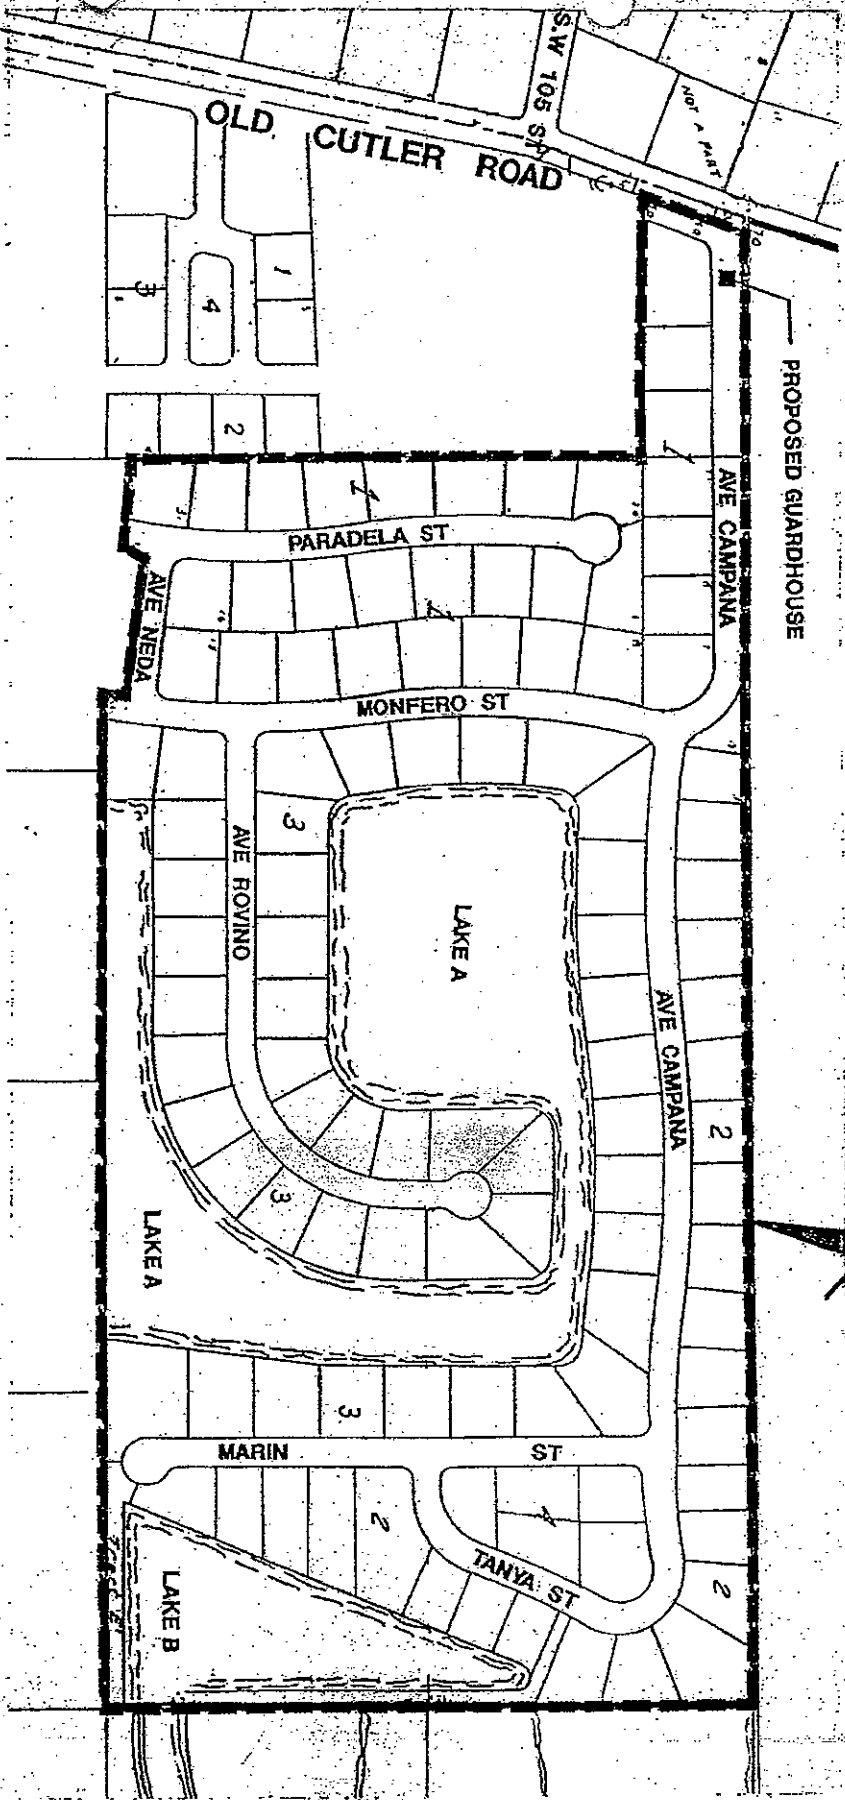 S.W 105 ST
NOT A PART
OLD CUTLER ROAD
1
3
4
2
PROPOSED GUARDHOUSE
1
AVE CAMPANA
1
PARADELA ST
AVE NEDA
1
MONFERO ST
3
AVE ROVINO
LAKE A
AVE CAMPANA
2
3
LAKE A
3
MARIN ST
2
4
TANYA ST
2
LAKE B